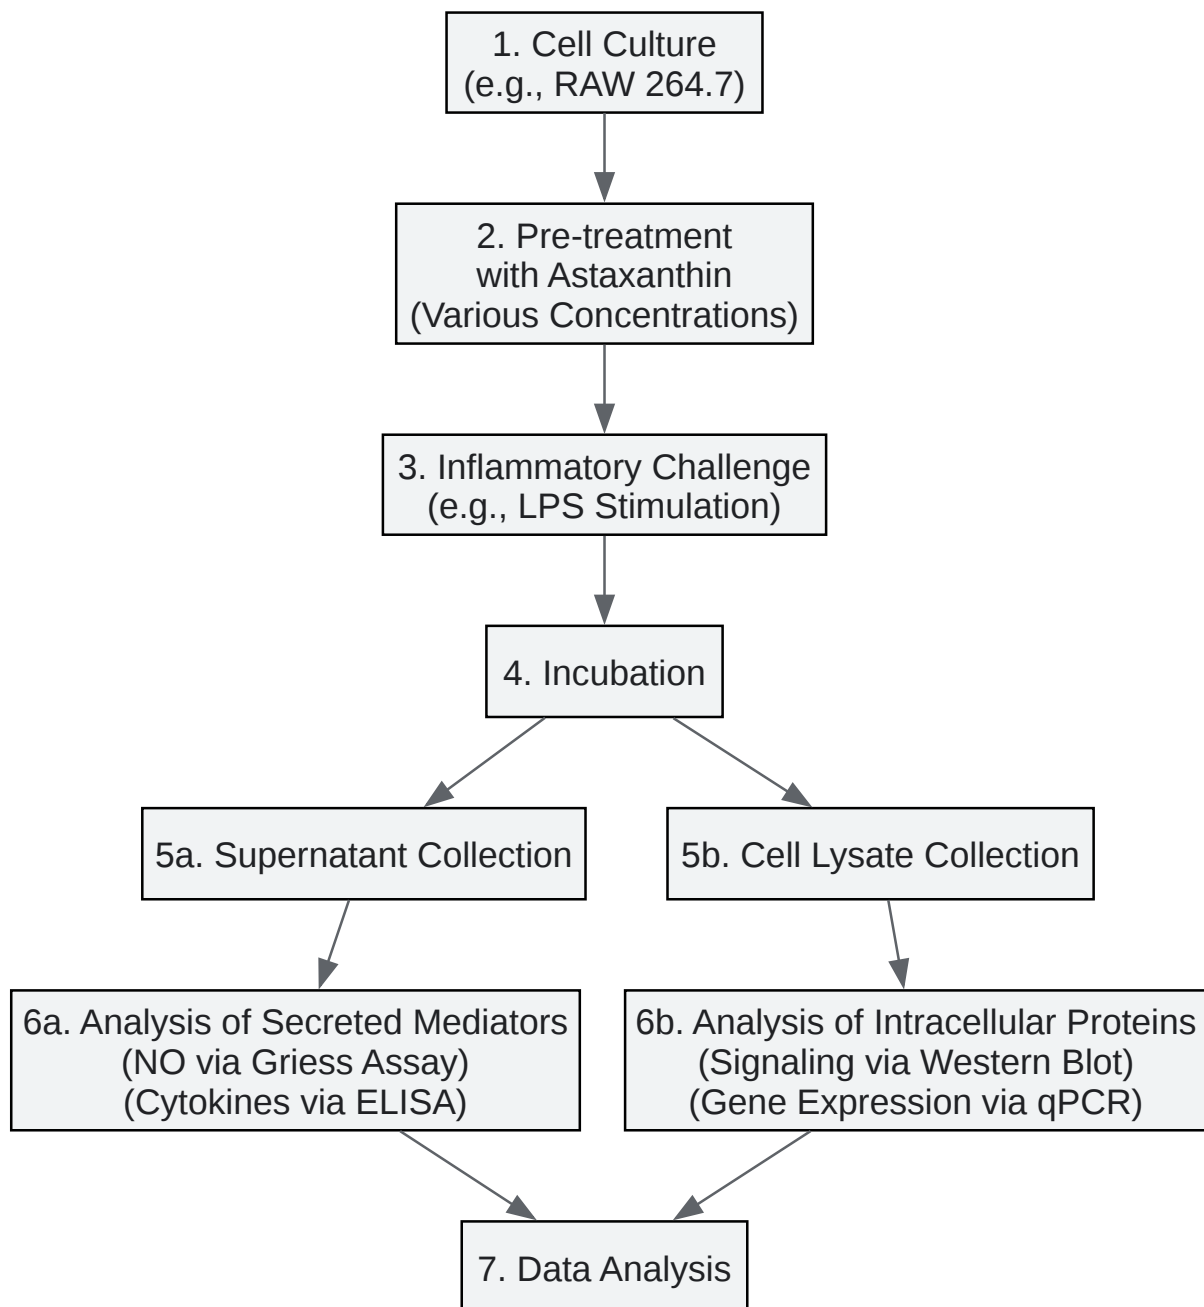 1. Cell Culture
(e.g., RAW 264.7)
2. Pre-treatment
with Astaxanthin
(Various Concentrations)
3. Inflammatory Challenge
(e.g., LPS Stimulation)
4. Incubation
5a. Supernatant Collection
5b. Cell Lysate Collection
6a. Analysis of Secreted Mediators
(NO via Griess Assay)
(Cytokines via ELISA)
6b. Analysis of Intracellular Proteins
(Signaling via Western Blot)
(Gene Expression via qPCR)
7. Data Analysis